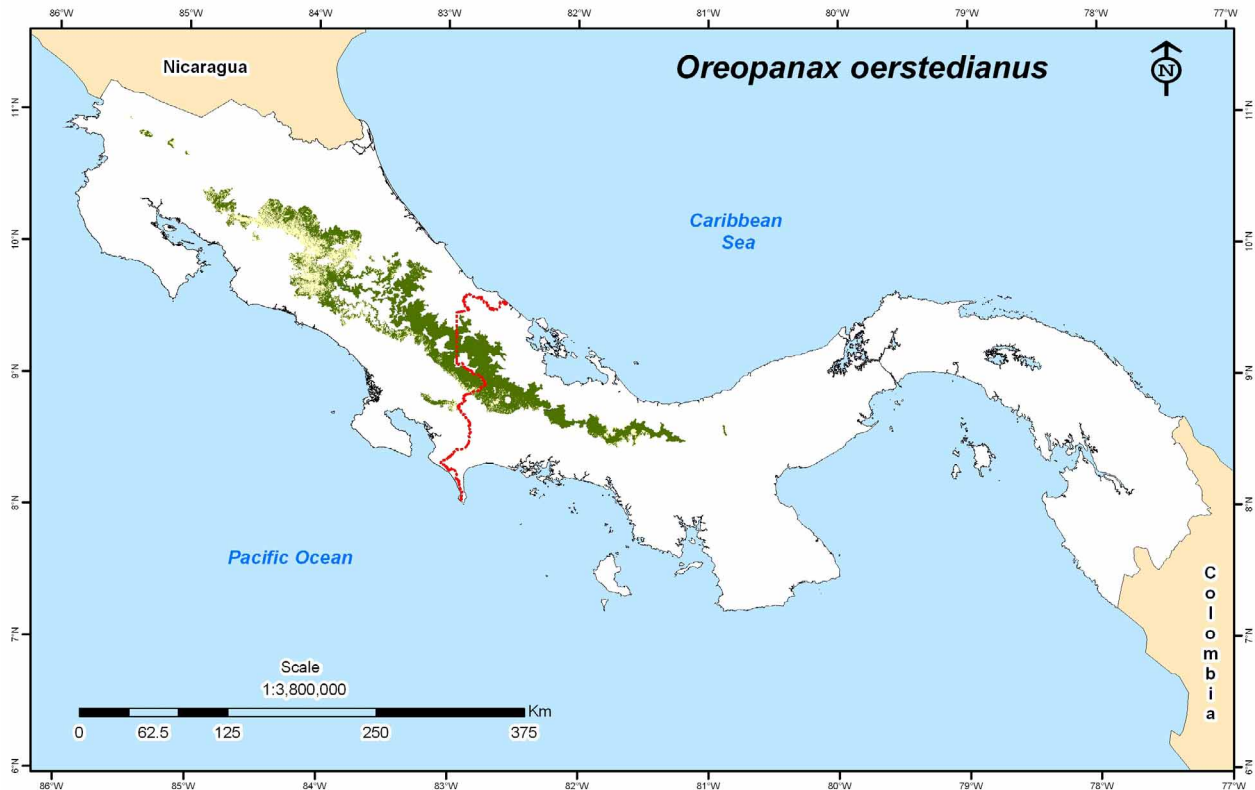 86°W 85°W 84°W 83°W 82°W 81°W 80°W 79°W 78°W 77°W
Nicaragua
Oreopanax oerstedianus
N
11°N 11°N
Caribbean
Sea
10°N 10°N
9°N 9°N
8°N 8°N
Pacific Ocean
Colombia
7°N 7°N
Scale
1:3,800,000
Km
0 62.5 125 250 375
6°N 6°N
86°W 85°W 84°W 83°W 82°W 81°W 80°W 79°W 78°W 77°W